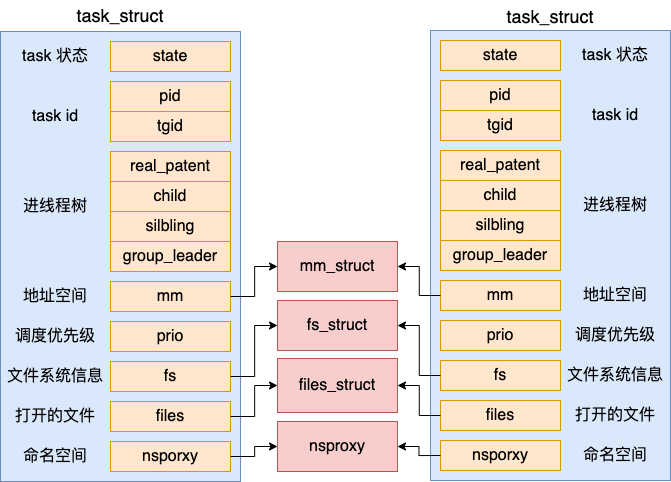 task_struct
task 状态
state
task id
pid
tgid
进线程树
real_patent
child
silbling
group_leader
地址空间
mm
调度优先级
prio
文件系统信息
fs
打开的文件
files
命名空间
nsporxy
mm_struct
fs_struct
files_struct
nsproxy
task_struct
state
task 状态
pid
tgid
task id
real_patent
child
silbling
group_leader
进线程树
mm
地址空间
prio
调度优先级
fs
文件系统信息
files
打开的文件
nsporxy
命名空间